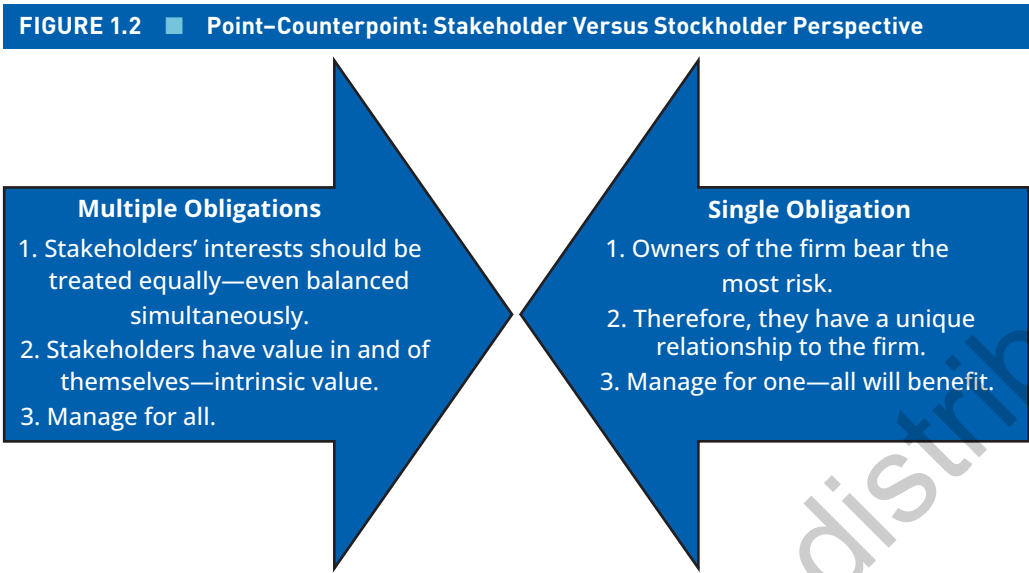 FIGURE 1.2 ■ Point–Counterpoint: Stakeholder Versus Stockholder Perspective
Multiple Obligations
1. Stakeholders’ interests should be
treated equally—even balanced
simultaneously.
2. Stakeholders have value in and of
themselves—intrinsic value.
3. Manage for all.
Single Obligation
1. Owners of the firm bear the
most risk.
2. Therefore, they have a unique
relationship to the firm.
3. Manage for one—all will benefit.
distrib